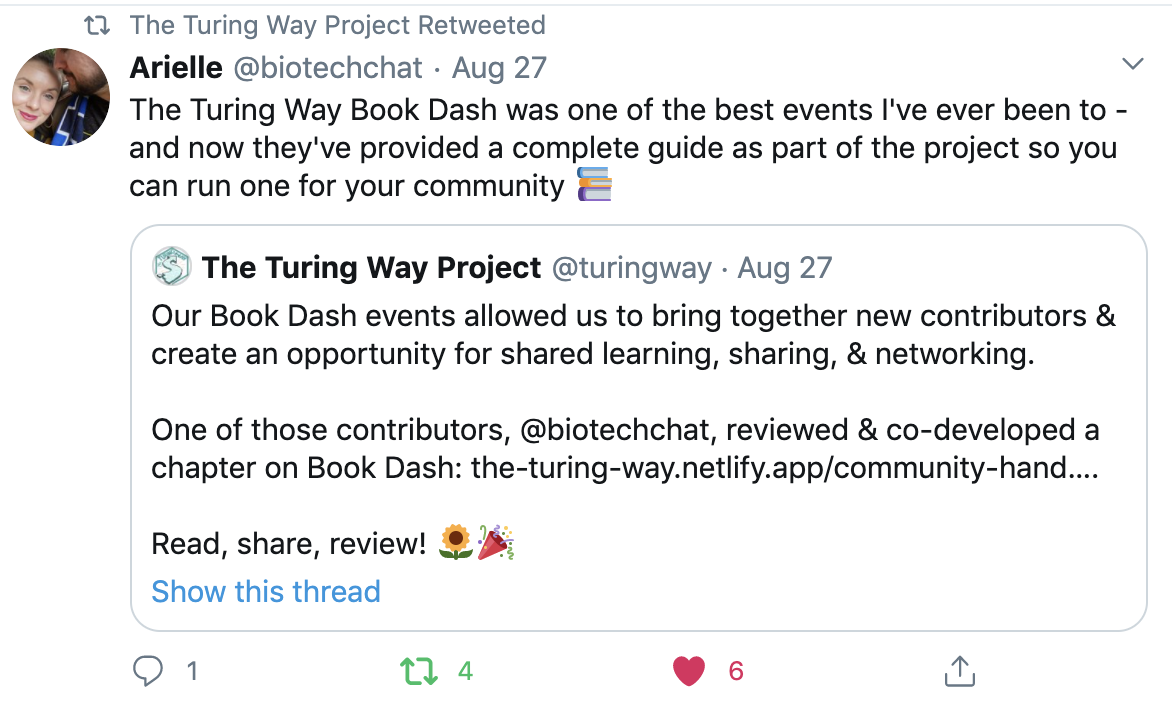 The Turing Way Project Retweeted
Arielle @biotechchat · Aug 27
The Turing Way Book Dash was one of the best events I've ever been to -
and now they've provided a complete guide as part of the project so you
can run one for your community 📚
The Turing Way Project @turingway · Aug 27
Our Book Dash events allowed us to bring together new contributors &
create an opportunity for shared learning, sharing, & networking.
One of those contributors, @biotechchat, reviewed & co-developed a
chapter on Book Dash: the-turing-way.netlify.app/community-hand....
Read, share, review! 🌻🎉
Show this thread
1 4 6